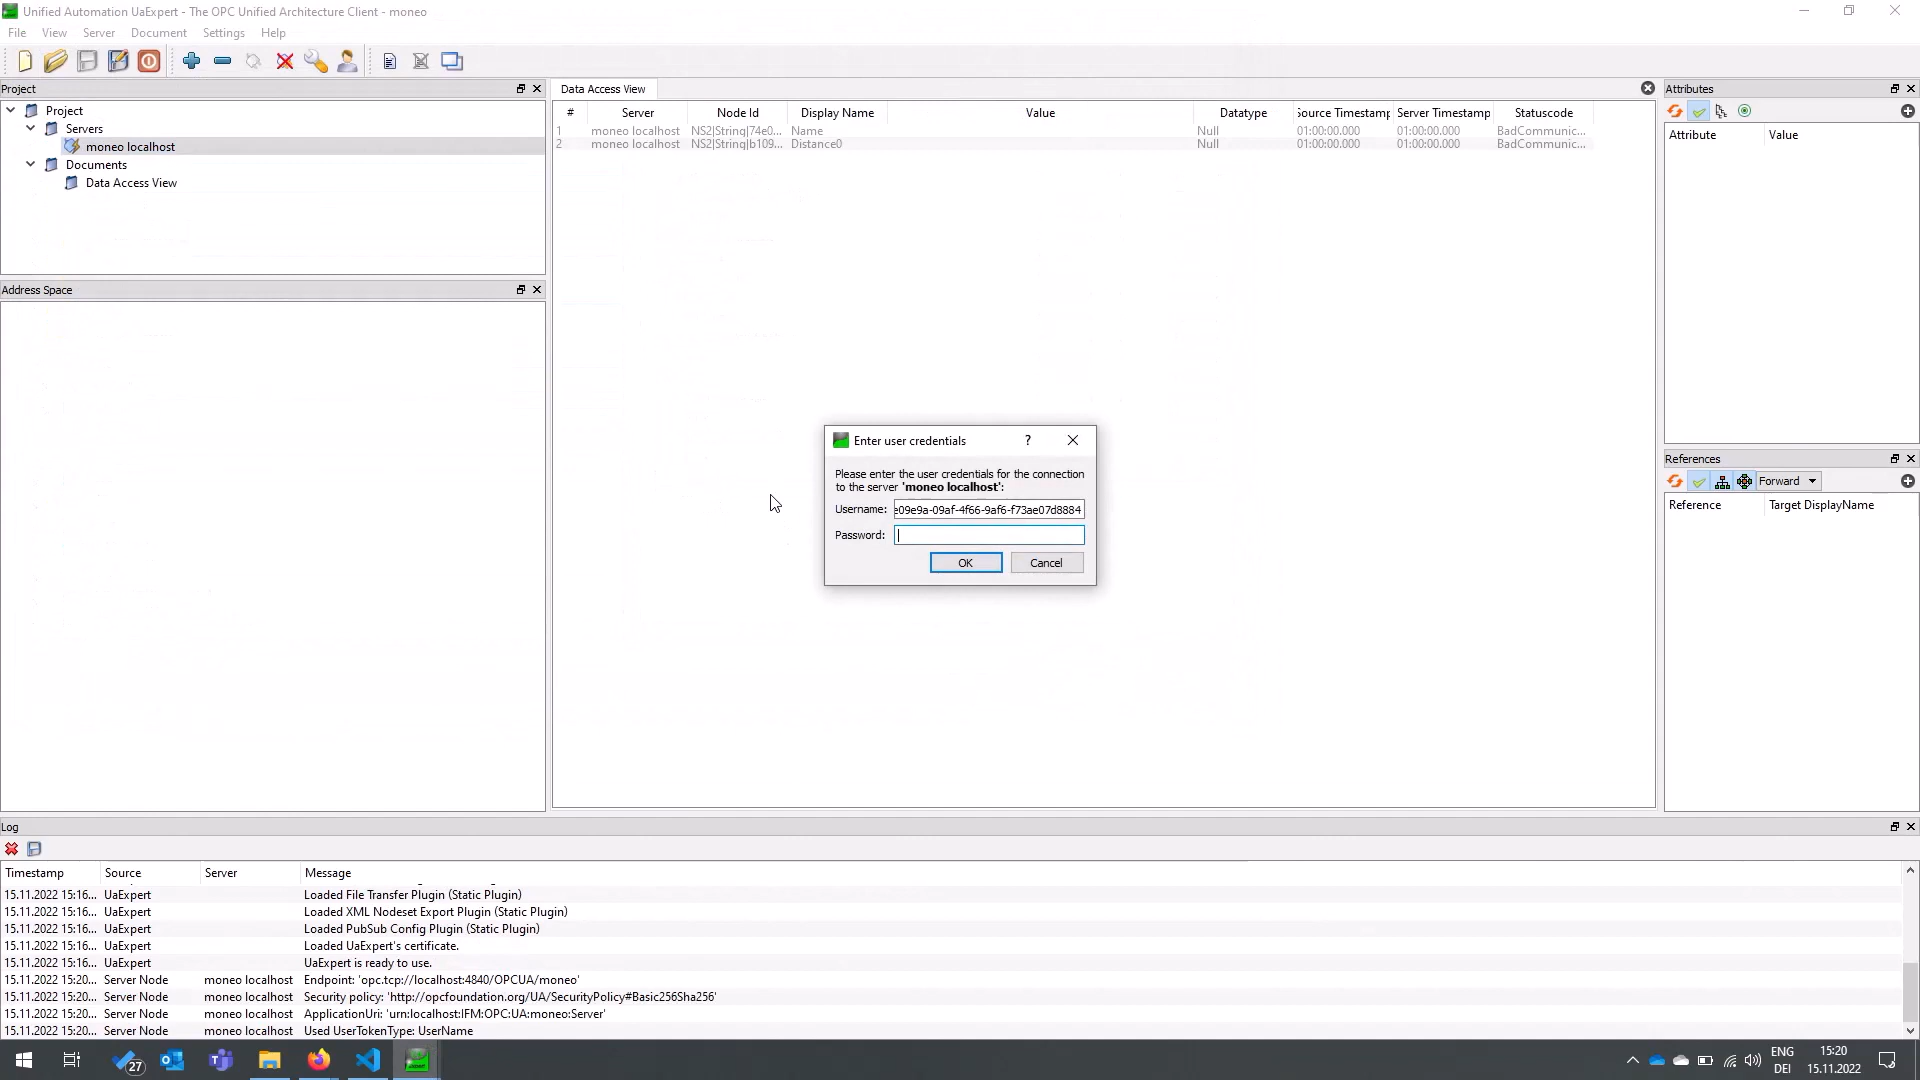 Unified Automation UaExpert - The OPC Unified Architecture Client - moneo
File View Server Document Settings Help
Project
Project
Servers
moneo localhost
Documents
Data Access View
Address Space
Data Access View
# Server Node Id Display Name Value Datatype Source Timestamp Server Timestamp Statuscode
1 moneo localhost NS2|String|74e0... Name Null 01:00:00.000 01:00:00.000 BadCommunic...
2 moneo localhost NS2|String|b109... Distance0 Null 01:00:00.000 01:00:00.000 BadCommunic...
Attributes
Attribute Value
References
Forward
Reference Target DisplayName
Enter user credentials ?
Please enter the user credentials for the connection
to the server 'moneo localhost':
Username: e09e9a-09af-4f66-9af6-f73ae07d8884
Password:
OK Cancel
Log
Timestamp Source Server Message
15.11.2022 15:16... UaExpert Loaded File Transfer Plugin (Static Plugin)
15.11.2022 15:16... UaExpert Loaded XML Nodeset Export Plugin (Static Plugin)
15.11.2022 15:16... UaExpert Loaded PubSub Config Plugin (Static Plugin)
15.11.2022 15:16... UaExpert Loaded UaExpert's certificate.
15.11.2022 15:16... UaExpert UaExpert is ready to use.
15.11.2022 15:20... Server Node moneo localhost Endpoint: 'opc.tcp://localhost:4840/OPCUA/moneo'
15.11.2022 15:20... Server Node moneo localhost Security policy: 'http://opcfoundation.org/UA/SecurityPolicy#Basic256Sha256'
15.11.2022 15:20... Server Node moneo localhost ApplicationUri: 'urn:localhost:IFM:OPC:UA:moneo:Server'
15.11.2022 15:20... Server Node moneo localhost Used UserTokenType: UserName
27
ENG 15:20
DEI 15.11.2022